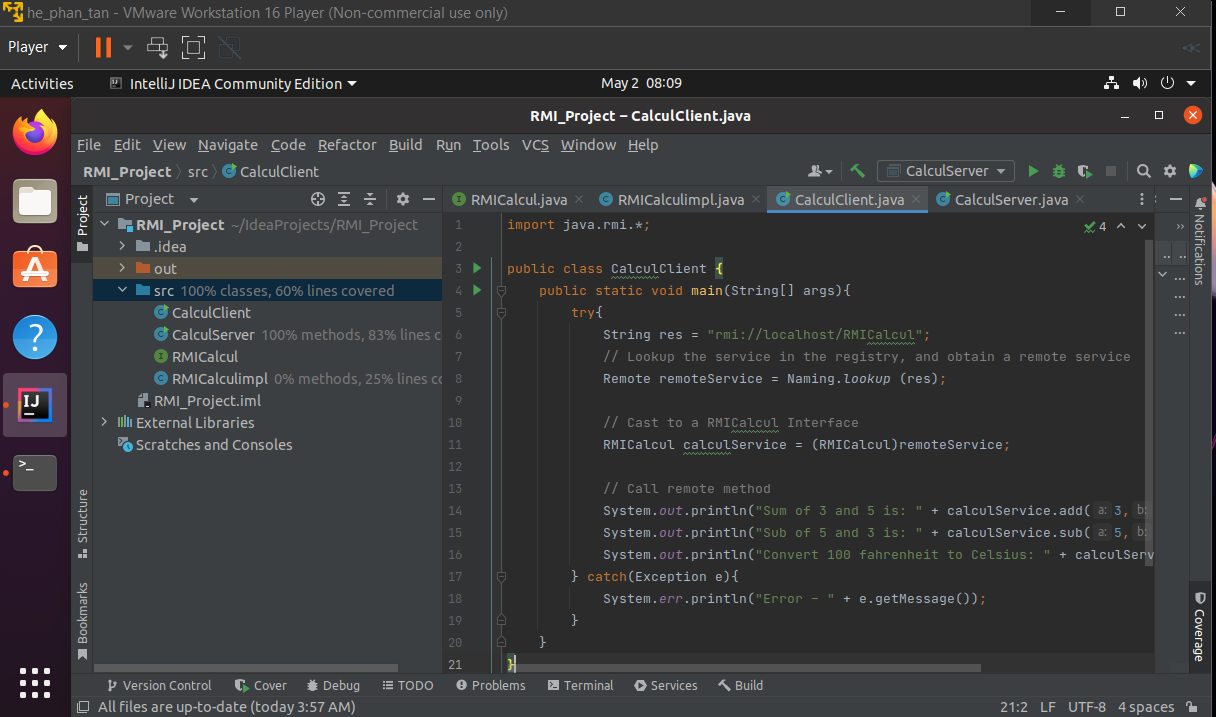 he_phan_tan - VMware Workstation 16 Player (Non-commercial use only)
Player
Activities IntelliJ IDEA Community Edition May 2 08:09
RMI_Project – CalculClient.java
File Edit View Navigate Code Refactor Build Run Tools VCS Window Help
RMI_Project src CalculClient CalculServer
Project
Project
RMICalcul.java RMICalculimpl.java CalculClient.java CalculServer.java
RMI_Project ~/IdeaProjects/RMI_Project
.idea
out
src 100% classes, 60% lines covered
CalculClient
CalculServer 100% methods, 83% lines c
RMICalcul
RMICalculimpl 0% methods, 25% lines co
RMI_Project.iml
External Libraries
Scratches and Consoles
Structure
Bookmarks
1 import java.rmi.*;
2
3 public class CalculClient {
4 public static void main(String[] args){
5 try{
6 String res = "rmi://localhost/RMICalcul";
7 // Lookup the service in the registry, and obtain a remote service
8 Remote remoteService = Naming.lookup (res);
9
10 // Cast to a RMICalcul Interface
11 RMICalcul calculService = (RMICalcul)remoteService;
12
13 // Call remote method
14 System.out.println("Sum of 3 and 5 is: " + calculService.add( a: 3, b:
15 System.out.println("Sub of 5 and 3 is: " + calculService.sub( a: 5, b:
16 System.out.println("Convert 100 fahrenheit to Celsius: " + calculServ
17 } catch(Exception e){
18 System.err.println("Error - " + e.getMessage());
19 }
20 }
21 }
4
Notifications
Coverage
Version Control Cover Debug TODO Problems Terminal Services Build
All files are up-to-date (today 3:57 AM) 21:2 LF UTF-8 4 spaces